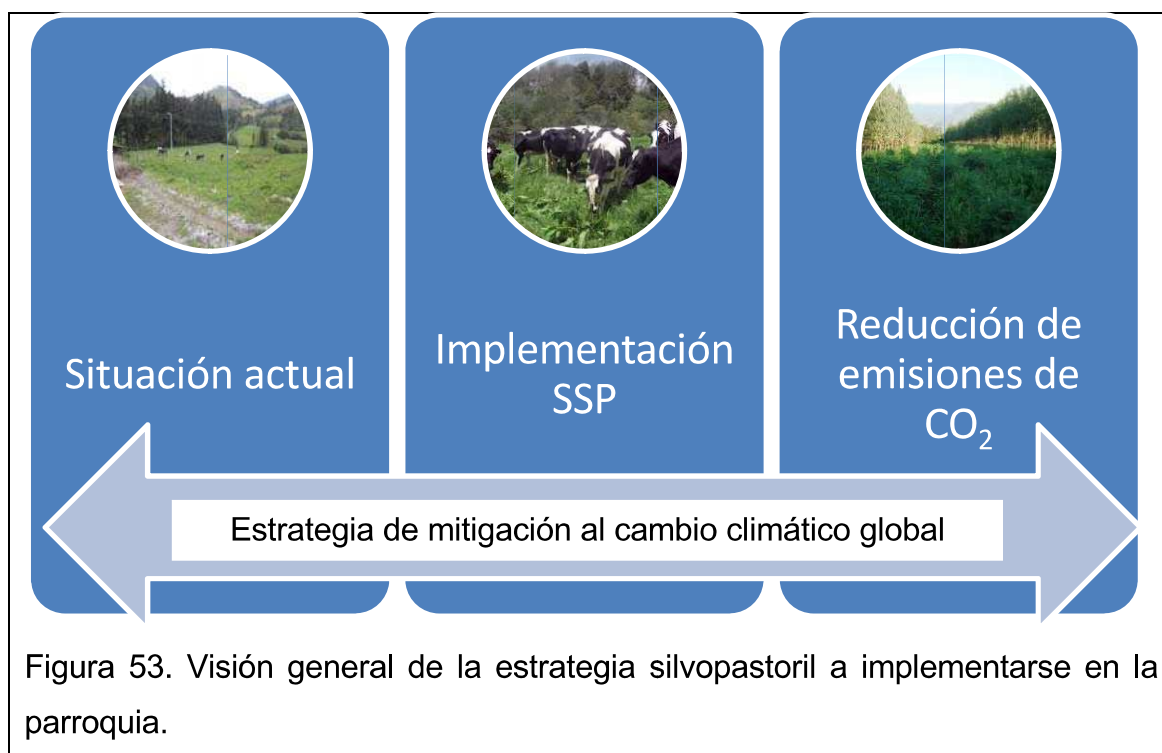 Situación actual
Implementación
SSP
Reducción de
emisiones de
CO₂
Estrategia de mitigación al cambio climático global
Figura 53. Visión general de la estrategia silvopastoril a implementarse en la
parroquia.